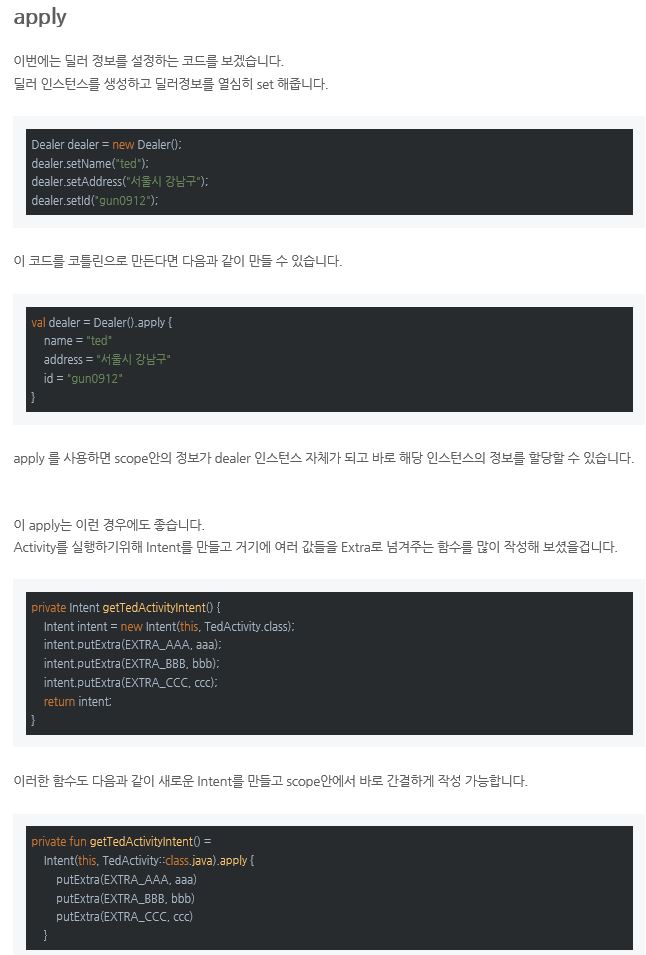 apply
이번에는 딜러 정보를 설정하는 코드를 보겠습니다.
딜러 인스턴스를 생성하고 딜러정보를 열심히 set 해줍니다.
Dealer dealer = new Dealer();
dealer.setName("ted");
dealer.setAddress("서울시 강남구");
dealer.setId("gun0912");
이 코드를 코틀린으로 만든다면 다음과 같이 만들 수 있습니다.
val dealer = Dealer().apply {
    name = "ted"
    address = "서울시 강남구"
    id = "gun0912"
}
apply 를 사용하면 scope안의 정보가 dealer 인스턴스 자체가 되고 바로 해당 인스턴스의 정보를 할당할 수 있습니다.
이 apply는 이런 경우에도 좋습니다.
Activity를 실행하기위해 Intent를 만들고 거기에 여러 값들을 Extra로 넘겨주는 함수를 많이 작성해 보셨을겁니다.
private Intent getTedActivityIntent() {
    Intent intent = new Intent(this, TedActivity.class);
    intent.putExtra(EXTRA_AAA, aaa);
    intent.putExtra(EXTRA_BBB, bbb);
    intent.putExtra(EXTRA_CCC, ccc);
    return intent;
}
이러한 함수도 다음과 같이 새로운 Intent를 만들고 scope안에서 바로 간결하게 작성 가능합니다.
private fun getTedActivityIntent() =
    Intent(this, TedActivity::class.java).apply {
        putExtra(EXTRA_AAA, aaa)
        putExtra(EXTRA_BBB, bbb)
        putExtra(EXTRA_CCC, ccc)
    }